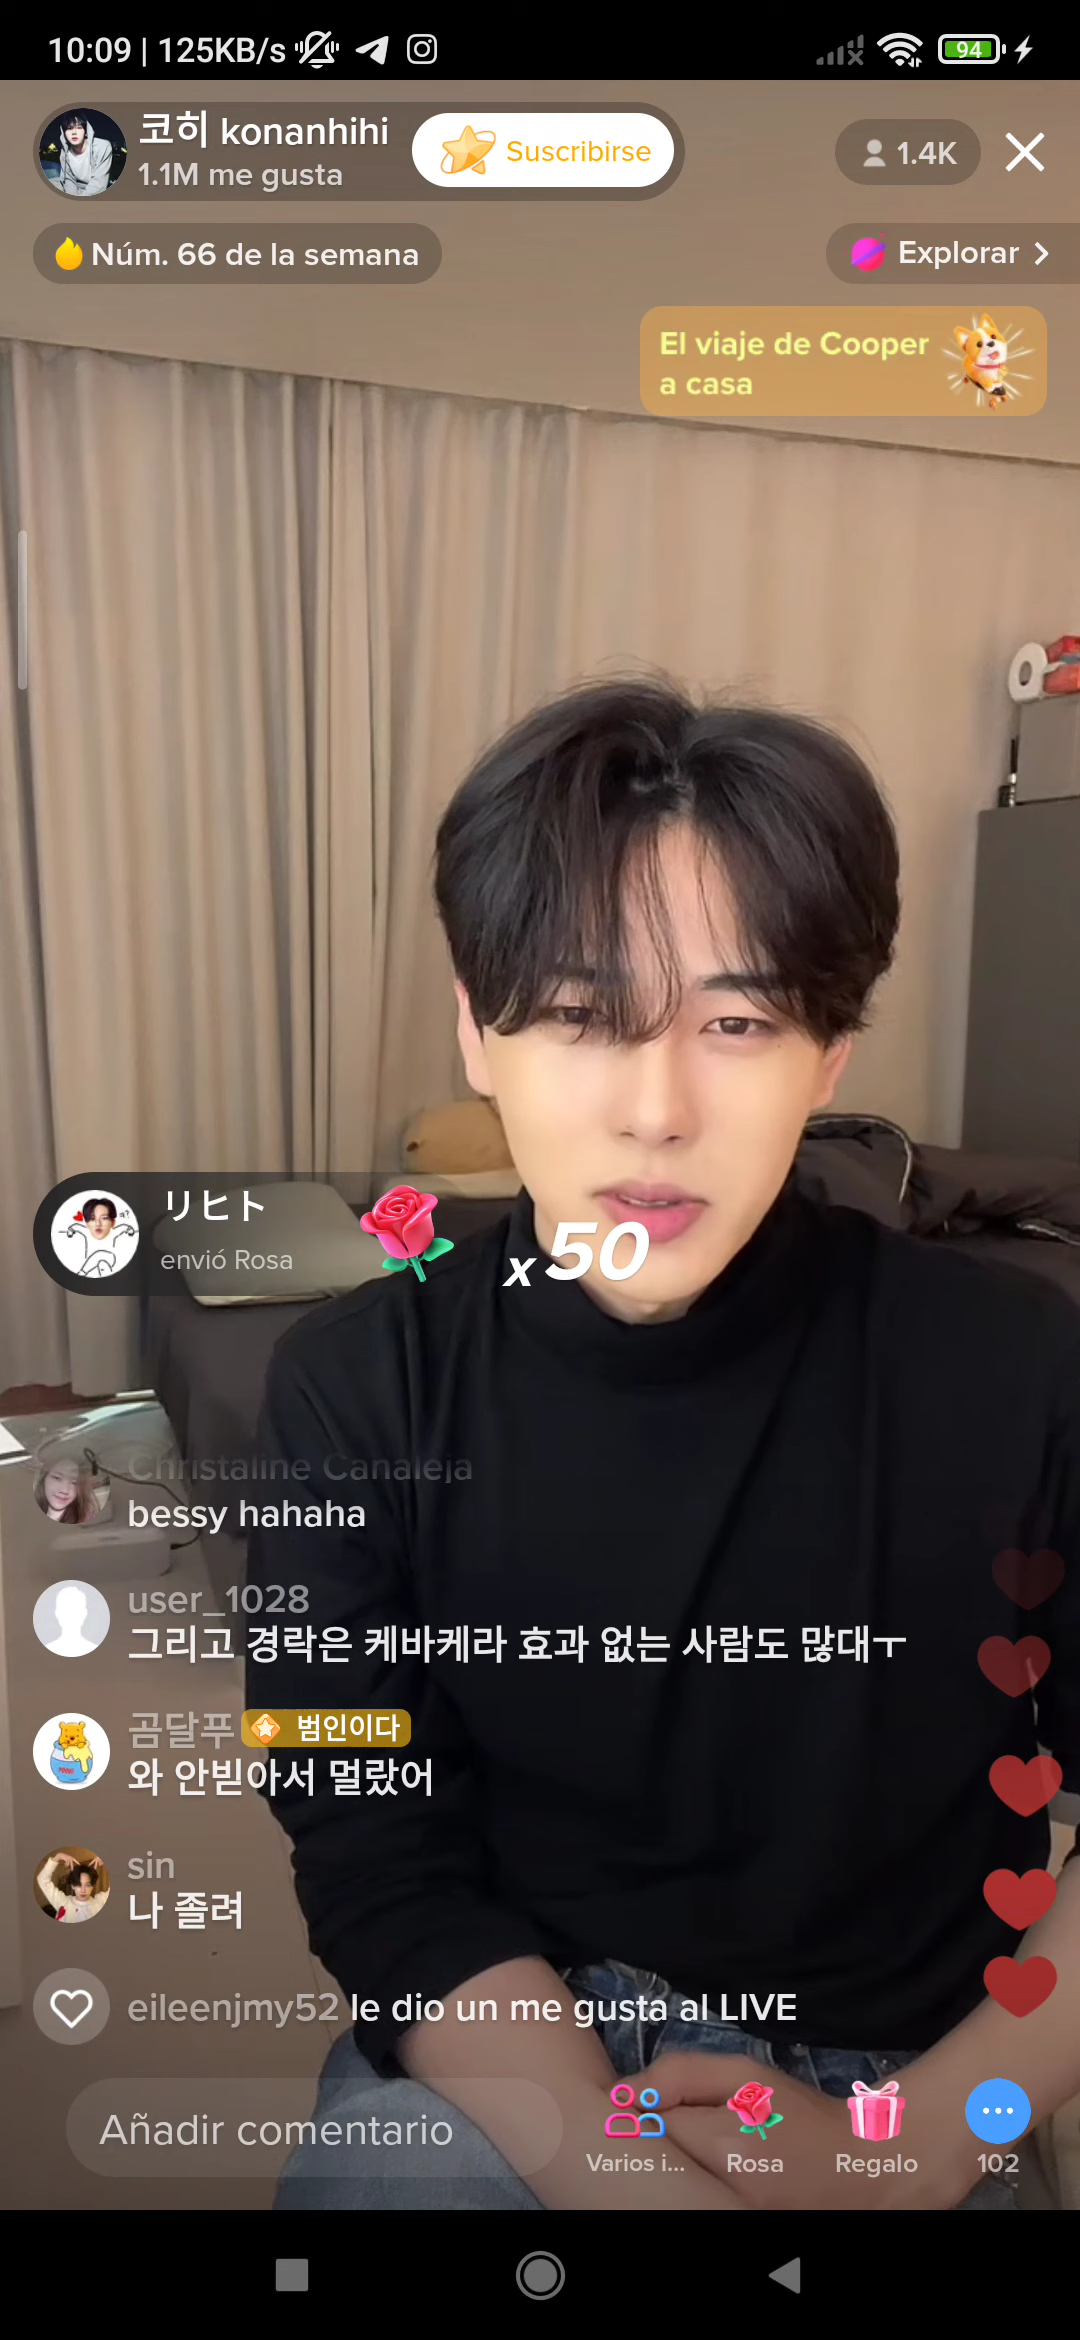 10:09 | 125KB/s
94
코히 konanhihi
1.1M me gusta
Suscribirse
1.4K
Núm. 66 de la semana
Explorar
El viaje de Cooper
a casa
リヒト
envió Rosa
x50
Christaline Canaleja
bessy hahaha
user_1028
그리고 경락은 케바케라 효과 없는 사람도 많대ㅜ
곰달푸 범인이다
와 안빋아서 멀랐어
sin
나 졸려
eileenjmy52 le dio un me gusta al LIVE
Añadir comentario
Varios i...
Rosa
Regalo
102